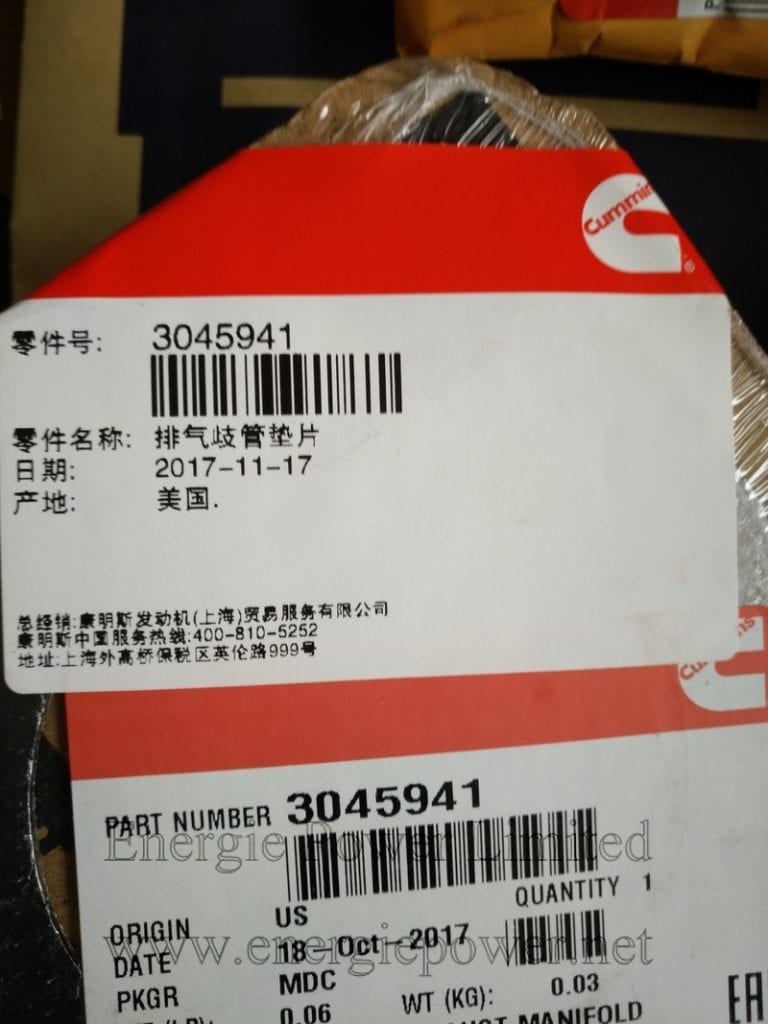 Cummins
零件号: 3045941
零件名称: 排气歧管垫片
日期: 2017-11-17
产地: 美国.
总经销:康明斯发动机(上海)贸易服务有限公司
康明斯中国服务热线:400-810-5252
地址:上海外高桥保税区英伦路999号
PART NUMBER 3045941
Energie Power Limited
QUANTITY 1
ORIGIN US
www.energiepower.net
DATE 18-Oct-2017
PKGR MDC
0.06 WT (KG): 0.03
MANIFOLD